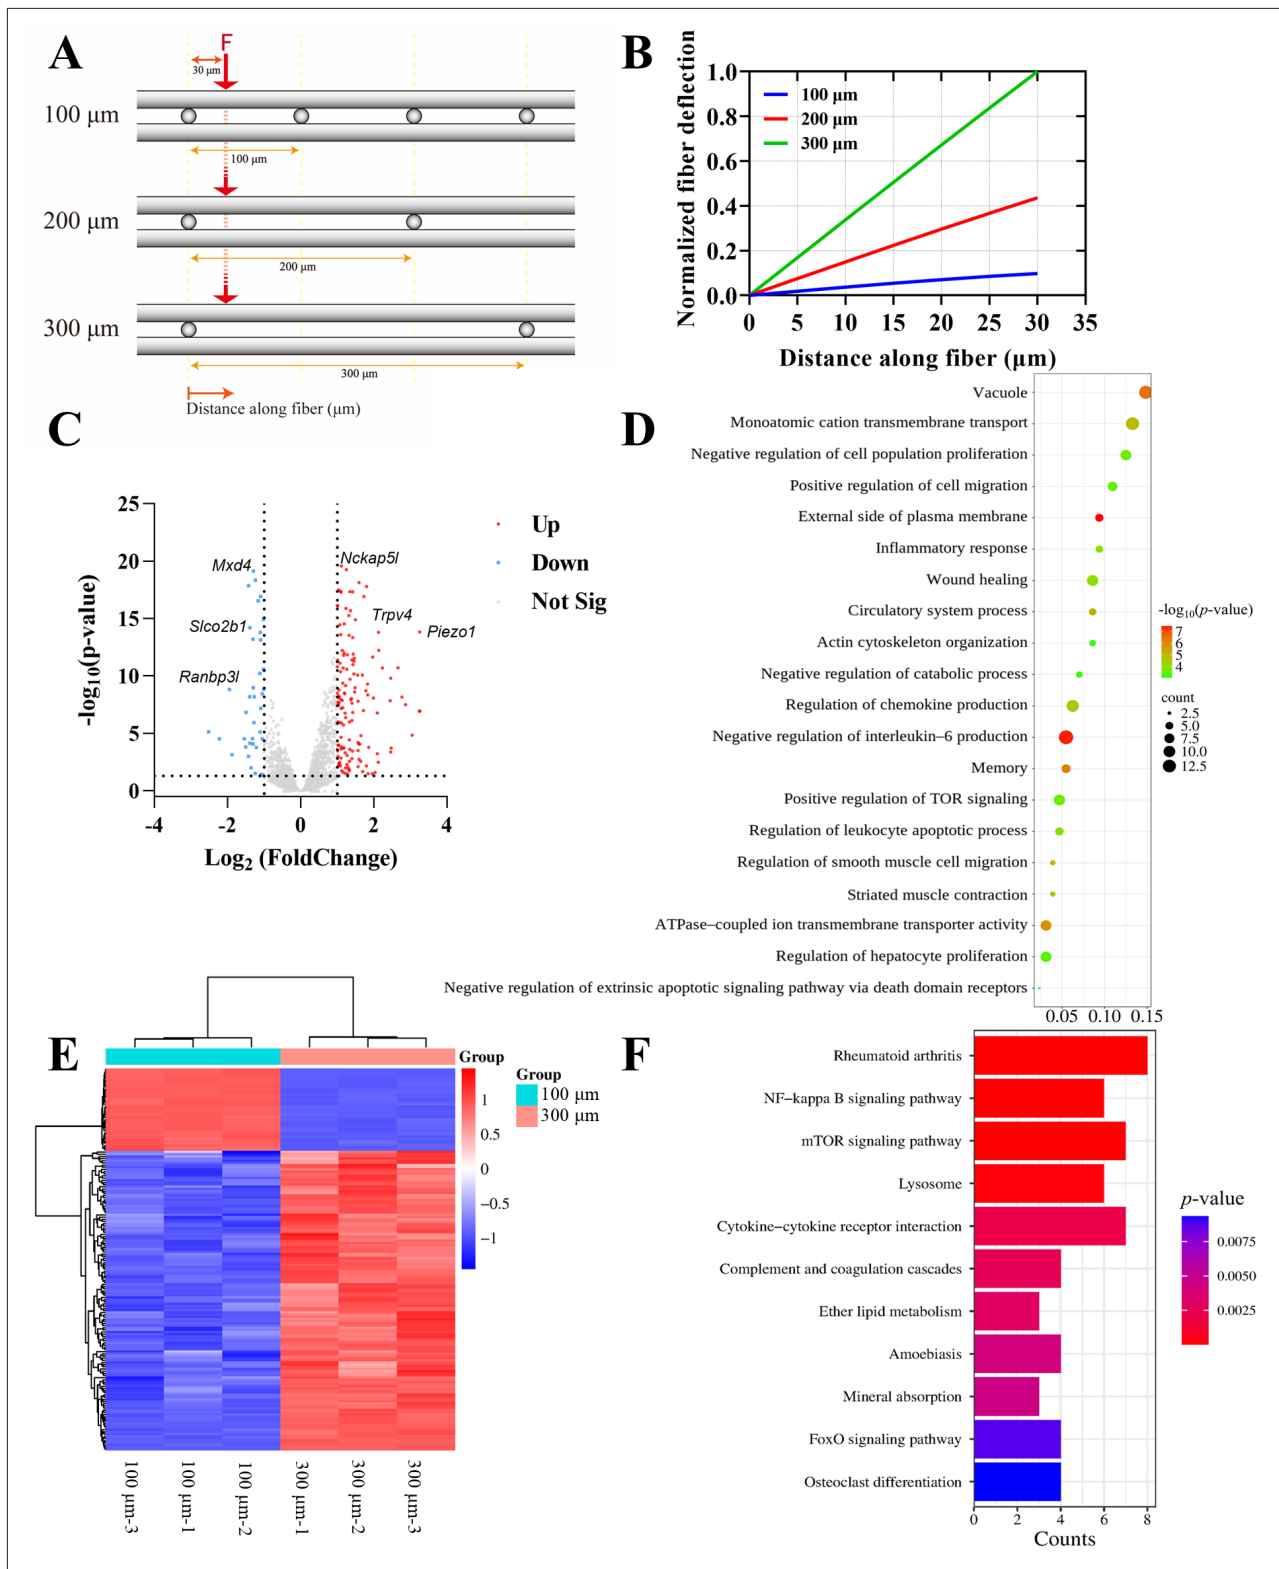 A
F
30 μm
100 μm
100 μm
200 μm
200 μm
300 μm
300 μm
Distance along fiber (μm)
B
Normalized fiber deflection
1.0
0.8
0.6
0.4
0.2
0.0
100 μm
200 μm
300 μm
0 5 10 15 20 25 30 35
Distance along fiber (μm)
C
-log10(p-value)
25
20
15
10
5
0
-4 -2 0 2 4
Log2 (FoldChange)
Mxd4
Slco2b1
Ranbp3l
Nckap5l
Trpv4
Piezo1
Up
Down
Not Sig
D
Vacuole
Monoatomic cation transmembrane transport
Negative regulation of cell population proliferation
Positive regulation of cell migration
External side of plasma membrane
Inflammatory response
Wound healing
Circulatory system process
Actin cytoskeleton organization
Negative regulation of catabolic process
Regulation of chemokine production
Negative regulation of interleukin–6 production
Memory
Positive regulation of TOR signaling
Regulation of leukocyte apoptotic process
Regulation of smooth muscle cell migration
Striated muscle contraction
ATPase–coupled ion transmembrane transporter activity
Regulation of hepatocyte proliferation
Negative regulation of extrinsic apoptotic signaling pathway via death domain receptors
0.05 0.10 0.15
-log10(p-value)
7
6
5
4
count
2.5
5.0
7.5
10.0
12.5
E
Group
1
0.5
0
−0.5
−1
Group
100 μm
300 μm
100 μm-3
100 μm-1
100 μm-2
300 μm-1
300 μm-2
300 μm-3
F
Rheumatoid arthritis
NF−kappa B signaling pathway
mTOR signaling pathway
Lysosome
Cytokine−cytokine receptor interaction
Complement and coagulation cascades
Ether lipid metabolism
Amoebiasis
Mineral absorption
FoxO signaling pathway
Osteoclast differentiation
0 2 4 6 8
Counts
p-value
0.0075
0.0050
0.0025